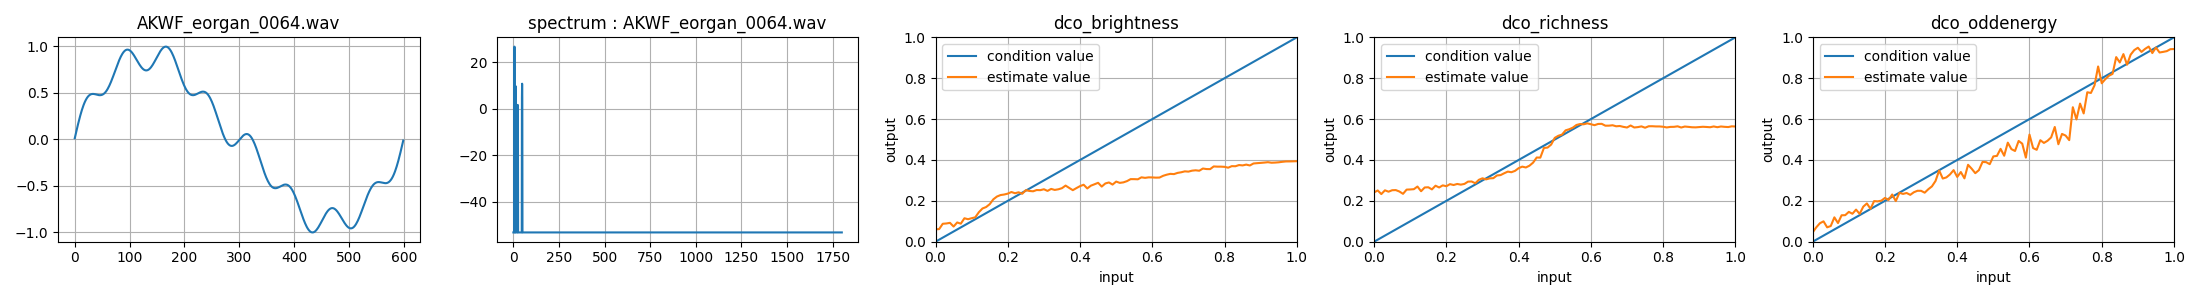 AKWF_eorgan_0064.wav
1.0
0.5
0.0
−0.5
−1.0
0 100 200 300 400 500 600
spectrum : AKWF_eorgan_0064.wav
20
0
−20
−40
0 250 500 750 1000 1250 1500 1750
dco_brightness
condition value
estimate value
output
1.0
0.8
0.6
0.4
0.2
0.0
0.0 0.2 0.4 0.6 0.8 1.0
input
dco_richness
condition value
estimate value
output
1.0
0.8
0.6
0.4
0.2
0.0
0.0 0.2 0.4 0.6 0.8 1.0
input
dco_oddenergy
condition value
estimate value
output
1.0
0.8
0.6
0.4
0.2
0.0
0.0 0.2 0.4 0.6 0.8 1.0
input